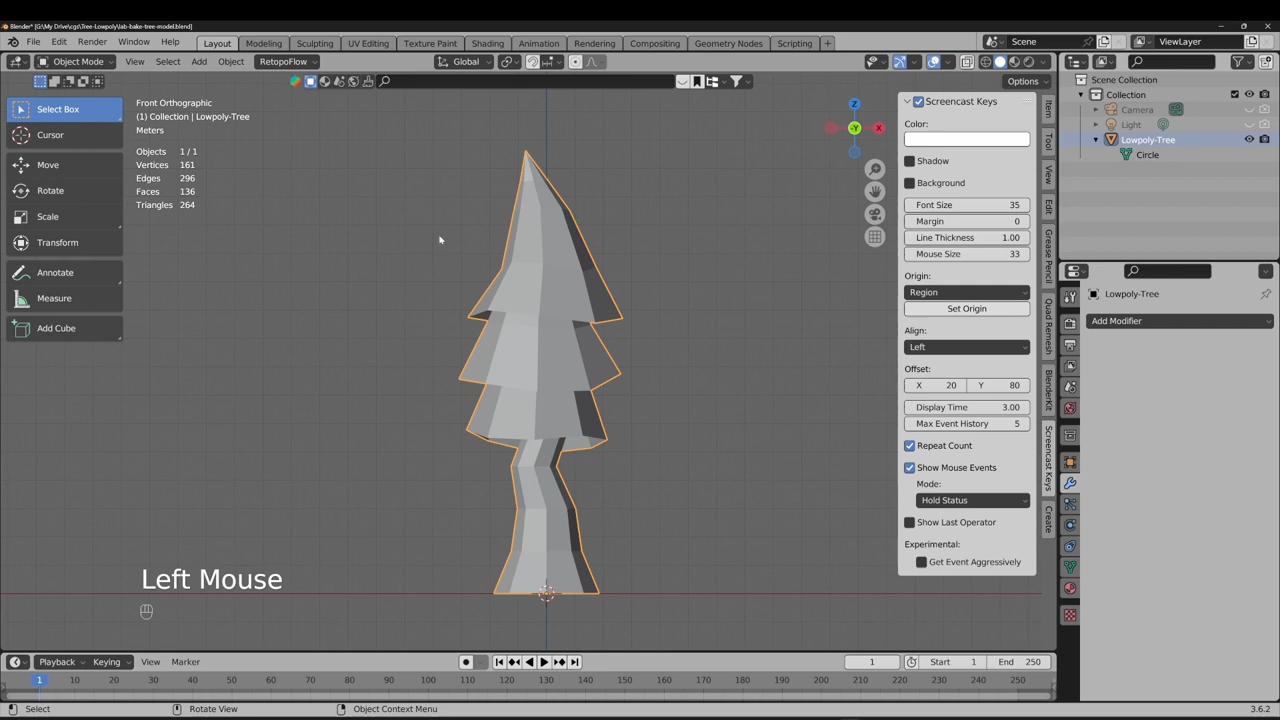 Blender* [G:\My Drive\cgs\Tree-Lowpoly\lab-bake-tree-model.blend]
File Edit Render Window Help Layout Modeling Sculpting UV Editing Texture Paint Shading Animation Rendering Compositing Geometry Nodes Scripting + Scene ViewLayer
Object Mode View Select Add Object RetopoFlow Global
Options
Select Box
Cursor
Move
Rotate
Scale
Transform
Annotate
Measure
Add Cube
Front Orthographic
(1) Collection | Lowpoly-Tree
Meters
Objects 1 / 1
Vertices 161
Edges 296
Faces 136
Triangles 264
Z
X
-Y
Screencast Keys
Color:
Shadow
Background
Font Size 35
Margin 0
Line Thickness 1.00
Mouse Size 33
Origin:
Region
Set Origin
Align:
Left
Offset:
X 20 Y 80
Display Time 3.00
Max Event History 5
Repeat Count
Show Mouse Events
Mode:
Hold Status
Show Last Operator
Experimental:
Get Event Aggressively
Item
Tool
View
Edit
Grease Pencil
Quad Remesh
BlenderKit
Screencast Keys
Create
Scene Collection
Collection
Camera
Light
Lowpoly-Tree
Circle
Lowpoly-Tree
Add Modifier
Left Mouse
Playback Keying View Marker 1 Start 1 End 250
1 10 20 30 40 50 60 70 80 90 100 110 120 130 140 150 160 170 180 190 200 210 220 230 240 250
Select Rotate View Object Context Menu 3.6.2